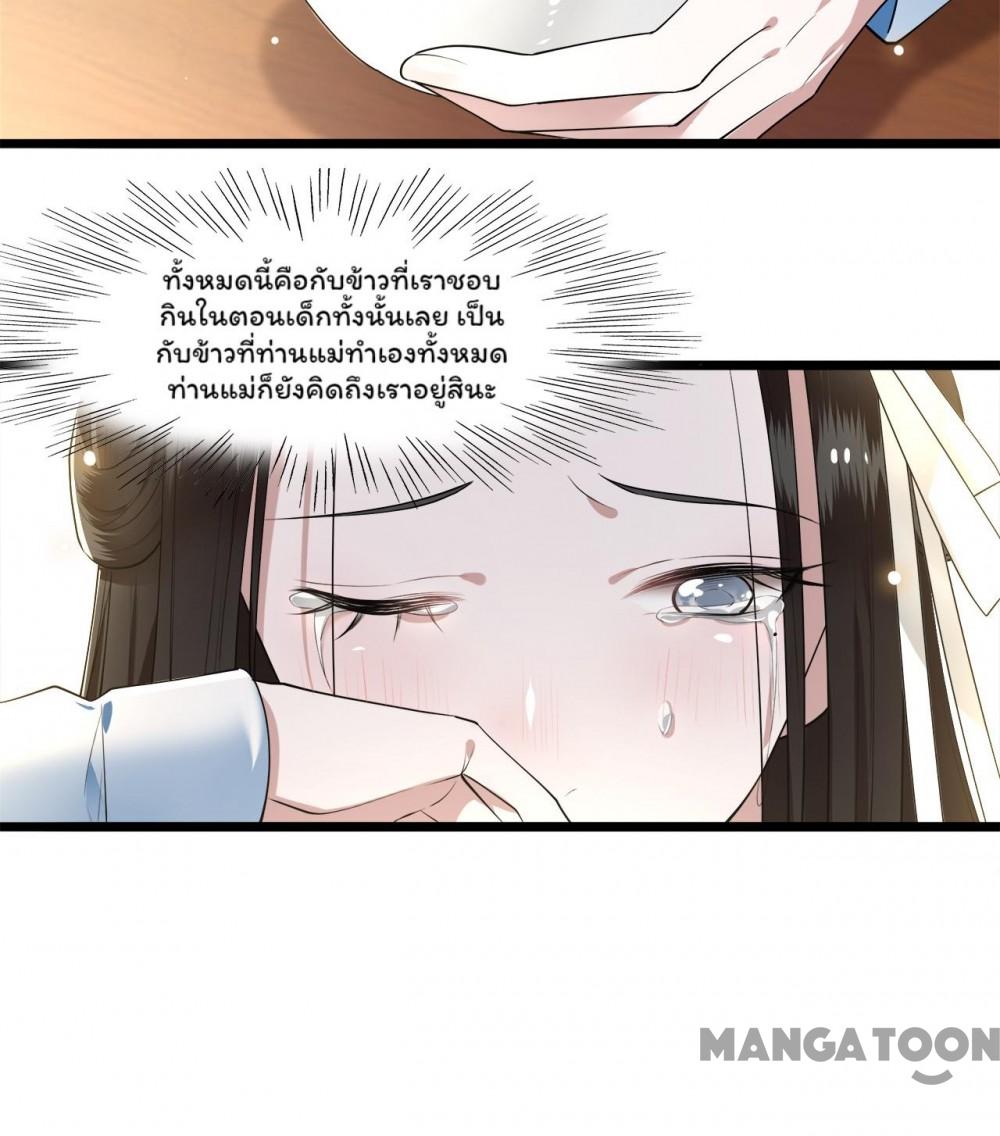 ทั้งหมดนี้คือกับข้าวที่เราชอบ
กินในตอนเด็กทั้งนั้นเลย เป็น
กับข้าวที่ท่านแม่ทำเองทั้งหมด
ท่านแม่ก็ยังคิดถึงเราอยู่สินะ
MANGATOON